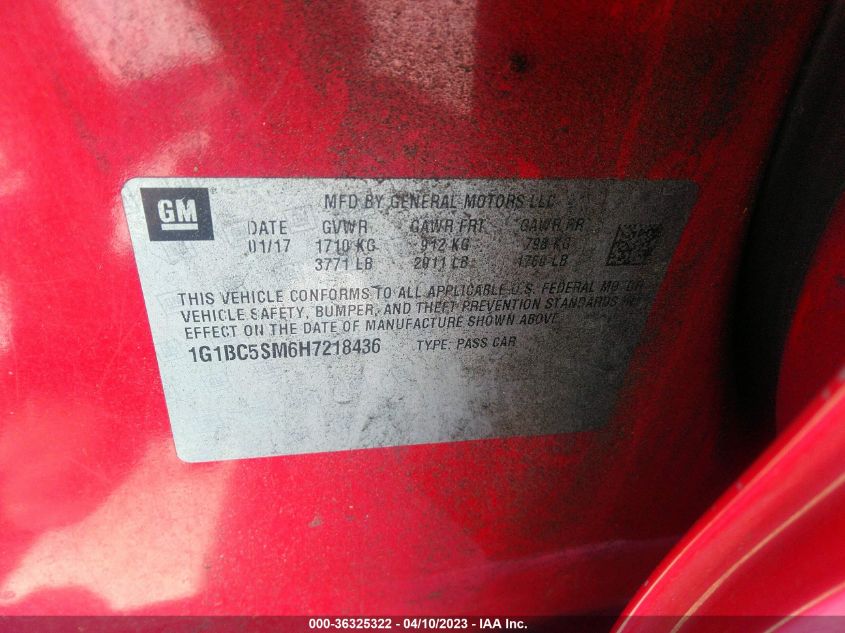 GM
MFD BY GENERAL MOTORS LLC
DATE GVWR GAWR FRT GAWR RR
01/17 1710 KG 912 KG 798 KG
3771 LB 2011 LB 1760 LB
THIS VEHICLE CONFORMS TO ALL APPLICABLE U.S. FEDERAL MOTOR
VEHICLE SAFETY, BUMPER, AND THEFT PREVENTION STANDARDS IN
EFFECT ON THE DATE OF MANUFACTURE SHOWN ABOVE.
1G1BC5SM6H7218436 TYPE: PASS CAR
000-36325322 - 04/10/2023 - IAA Inc.